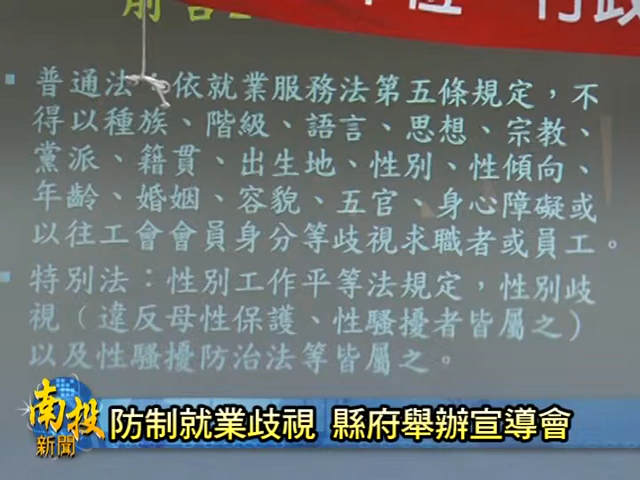 行政
普通法：依就業服務法第五條規定，不
得以種族、階級、語言、思想、宗教、
黨派、籍貫、出生地、性別、性傾向、
年齡、婚姻、容貌、五官、身心障礙或
以往工會會員身分等歧視求職者或員工。
特別法：性別工作平等法規定，性別歧
視（違反母性保護、性騷擾者皆屬之）
以及性騷擾防治法等皆屬之。
南投
新聞
防制就業歧視 縣府舉辦宣導會